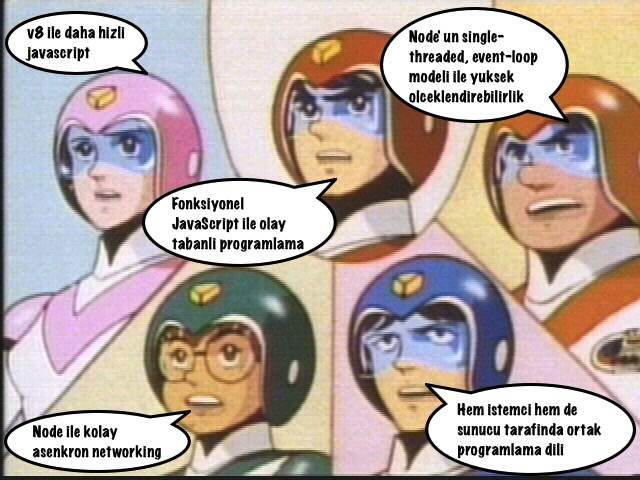 v8 ile daha hizli
javascript
Node' un single-
threaded, event-loop
modeli ile yuksek
olceklendirebilirlik
Fonksiyonel
JavaScript ile olay
tabanli programlama
Node ile kolay
asenkron networking
Hem istemci hem de
sunucu tarafinda ortak
programlama dili